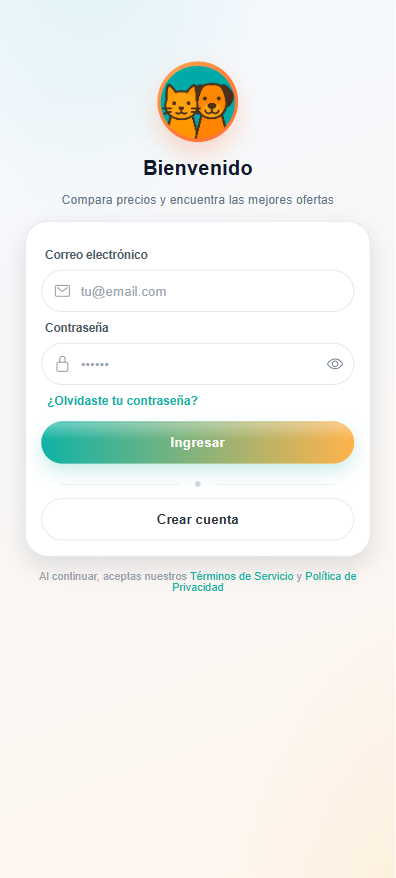 Bienvenido
Compara precios y encuentra las mejores ofertas
Correo electrónico
tu@email.com
Contraseña
••••••
¿Olvidaste tu contraseña?
Ingresar
Crear cuenta
Al continuar, aceptas nuestros Términos de Servicio y Política de
Privacidad